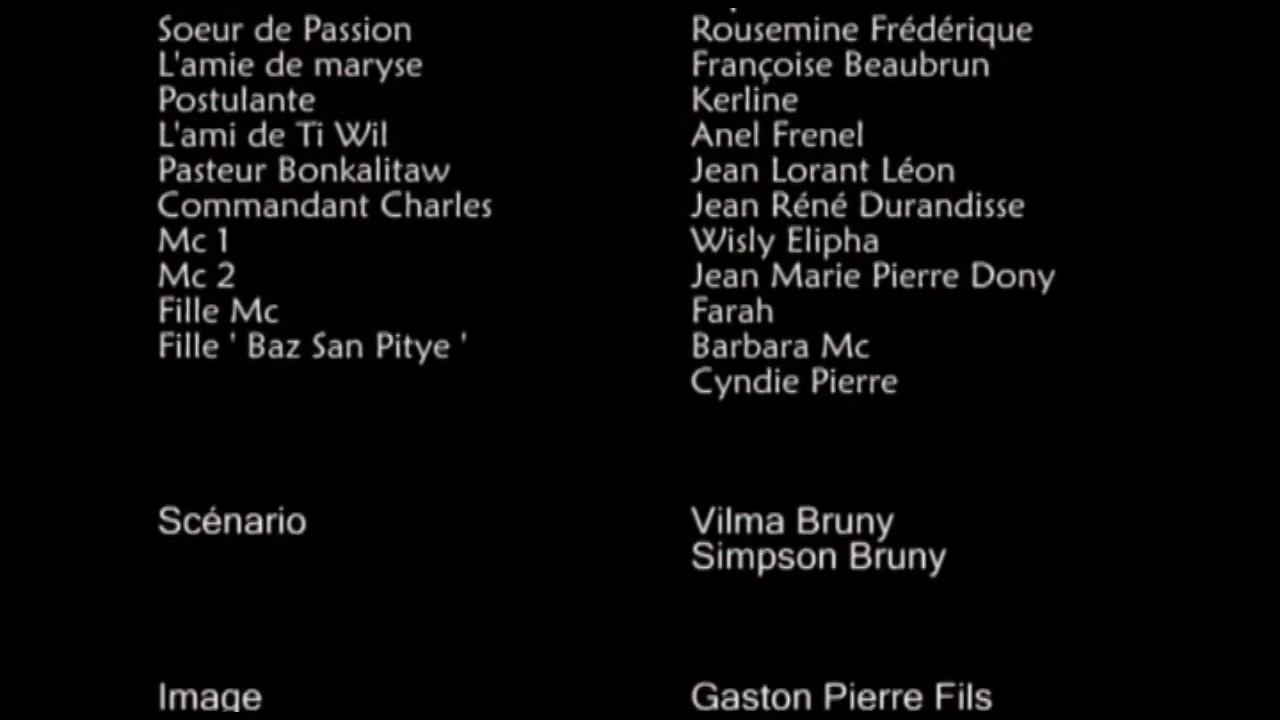 Soeur de Passion Rousemine Frédérique
L'amie de maryse Françoise Beaubrun
Postulante Kerline
L'ami de Ti Wil Anel Frenel
Pasteur Bonkalitaw Jean Lorant Léon
Commandant Charles Jean Réné Durandisse
Mc 1 Wisly Elipha
Mc 2 Jean Marie Pierre Dony
Fille Mc Farah
Fille ' Baz San Pitye ' Barbara Mc
Cyndie Pierre
Scénario Vilma Bruny
Simpson Bruny
Image Gaston Pierre Fils